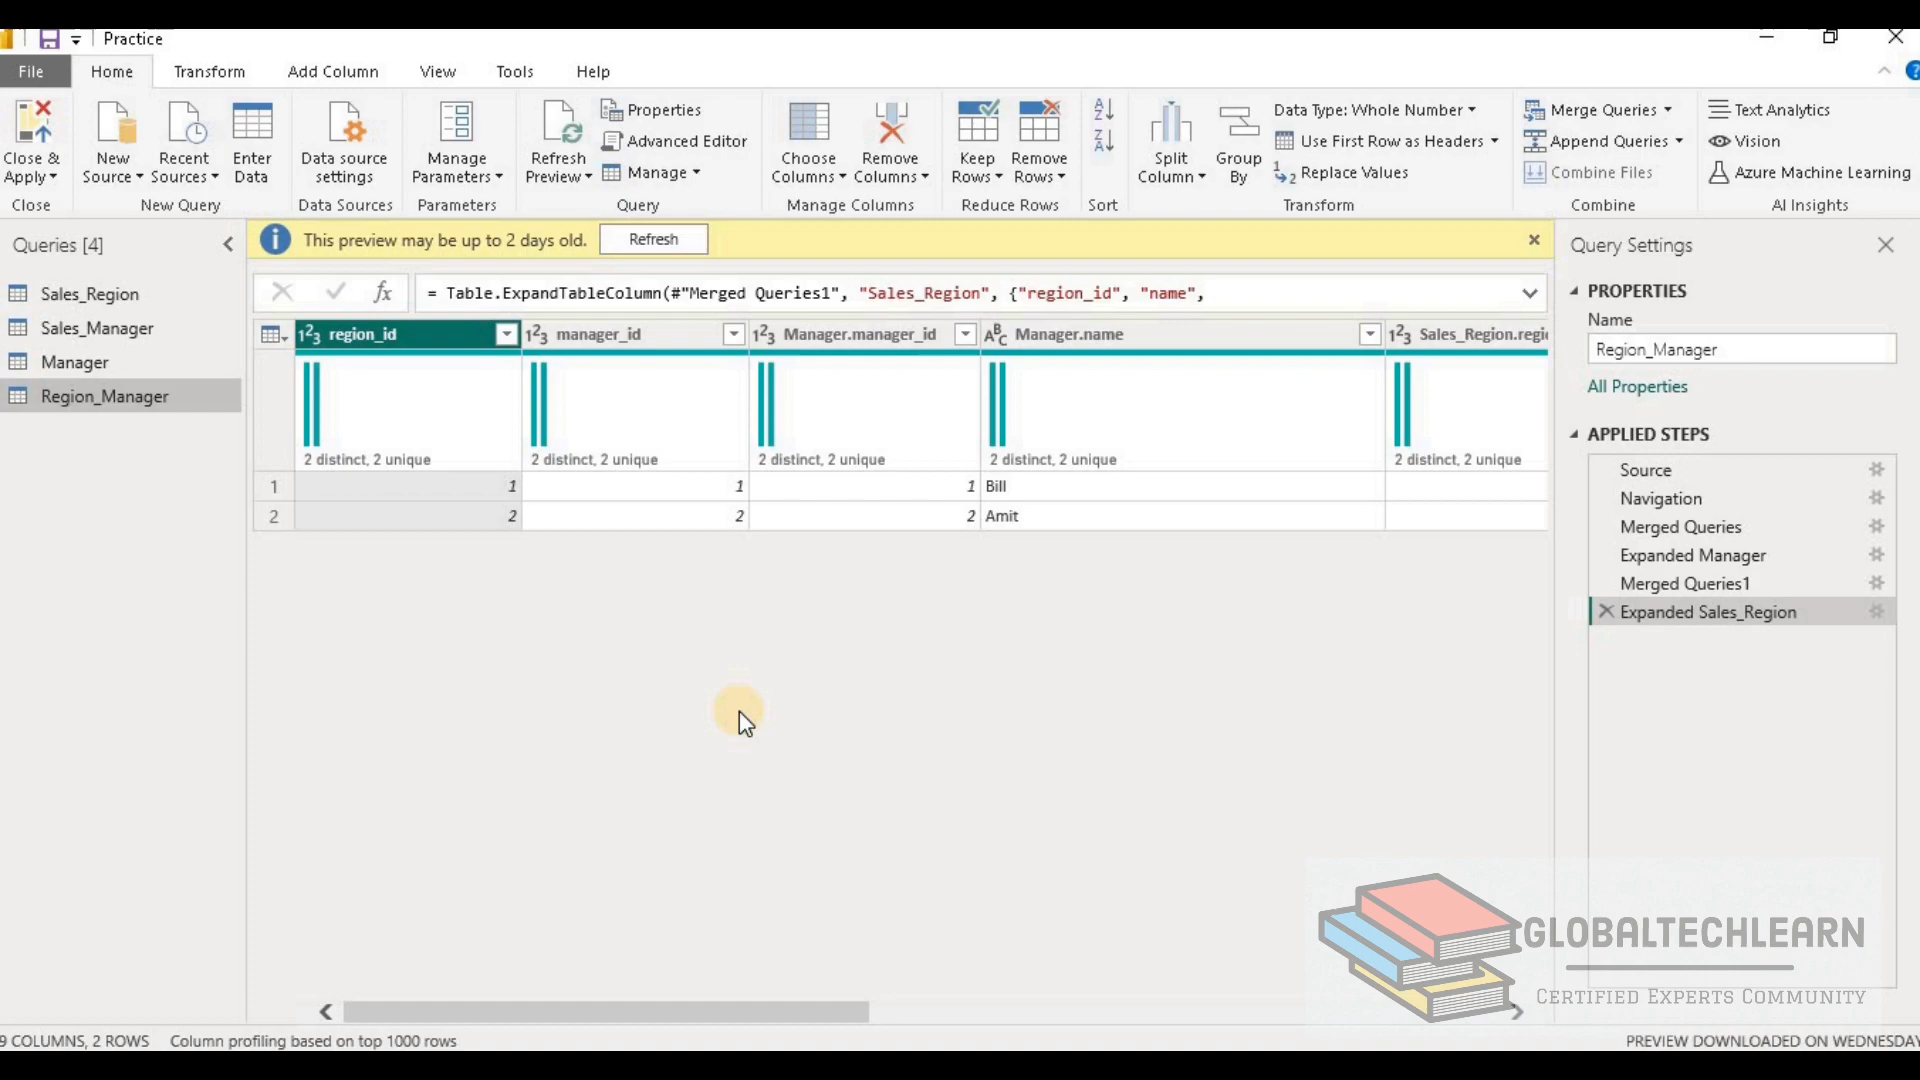 Practice
File Home Transform Add Column View Tools Help
Close & Apply
New Source
Recent Sources
Enter Data
Data source settings
Manage Parameters
Refresh Preview
Properties
Advanced Editor
Manage
Choose Columns
Remove Columns
Keep Rows
Remove Rows
Split Column
Group By
Data Type: Whole Number
Use First Row as Headers
Replace Values
Merge Queries
Append Queries
Combine Files
Text Analytics
Vision
Azure Machine Learning
Close New Query Data Sources Parameters Query Manage Columns Reduce Rows Sort Transform Combine AI Insights
Queries [4]
Sales_Region
Sales_Manager
Manager
Region_Manager
This preview may be up to 2 days old. Refresh
= Table.ExpandTableColumn(#"Merged Queries1", "Sales_Region", {"region_id", "name",
region_id manager_id Manager.manager_id Manager.name Sales_Region.regi
2 distinct, 2 unique 2 distinct, 2 unique 2 distinct, 2 unique 2 distinct, 2 unique 2 distinct, 2 unique
1 1 1 1 Bill
2 2 2 2 Amit
Query Settings
PROPERTIES
Name
Region_Manager
All Properties
APPLIED STEPS
Source
Navigation
Merged Queries
Expanded Manager
Merged Queries1
Expanded Sales_Region
GLOBALTECHLEARN
CERTIFIED EXPERTS COMMUNITY
9 COLUMNS, 2 ROWS Column profiling based on top 1000 rows
PREVIEW DOWNLOADED ON WEDNESDAY